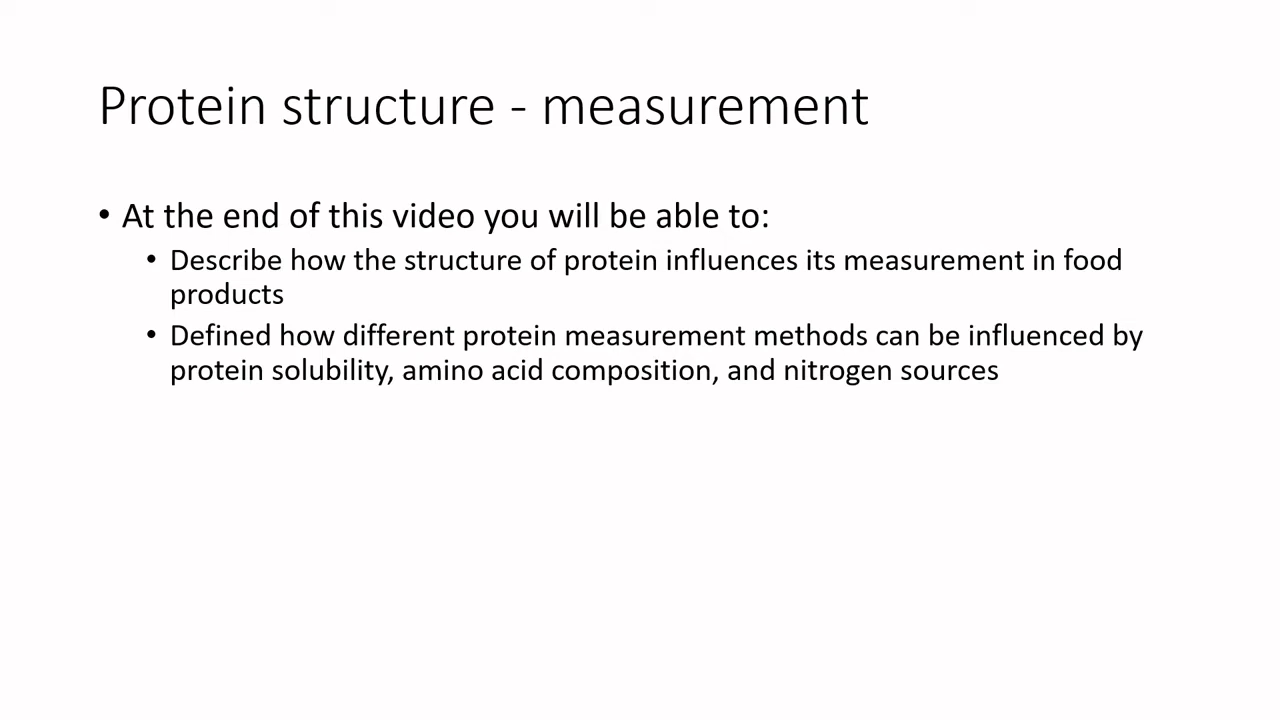 Protein structure - measurement
• At the end of this video you will be able to:
• Describe how the structure of protein influences its measurement in food
products
• Defined how different protein measurement methods can be influenced by
protein solubility, amino acid composition, and nitrogen sources